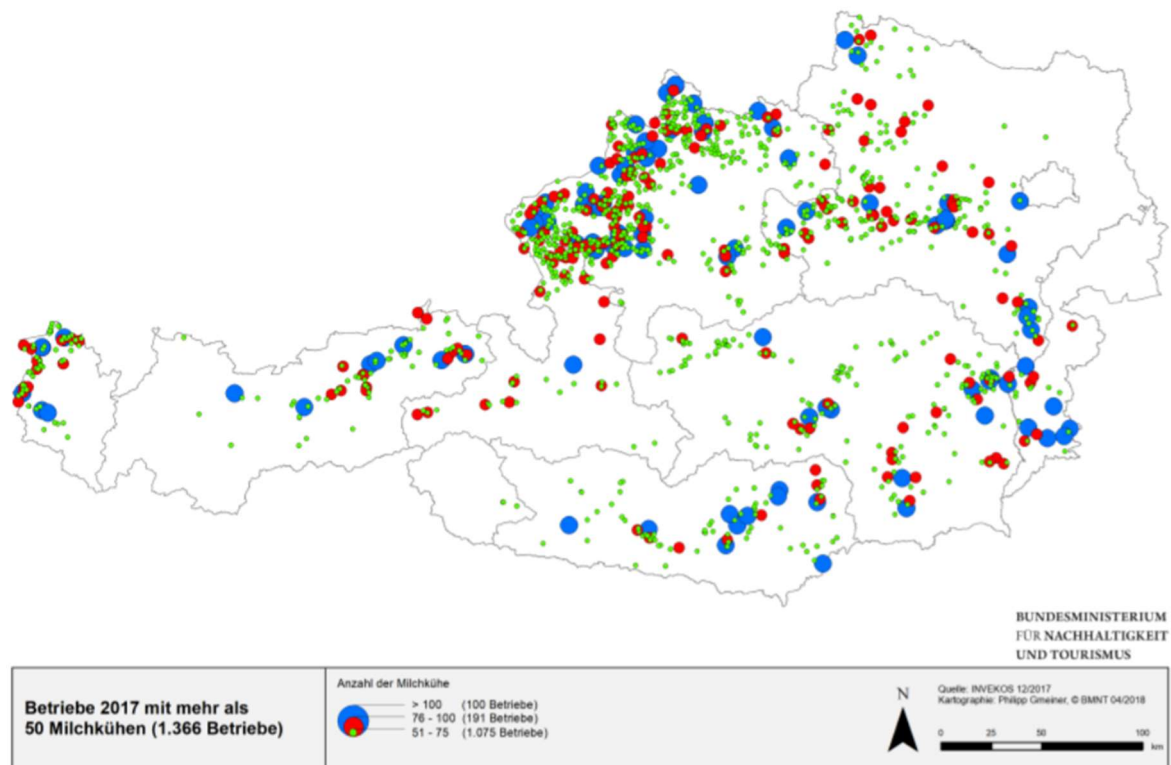 BUNDESMINISTERIUM
FÜR NACHHALTIGKEIT
UND TOURISMUS
Betriebe 2017 mit mehr als
50 Milchkühen (1.366 Betriebe)
Anzahl der Milchkühe
> 100 (100 Betriebe)
76 - 100 (191 Betriebe)
51 - 75 (1.075 Betriebe)
N
Quelle: INVEKOS 12/2017
Kartographie: Philipp Gmeiner, © BMNT 04/2018
0 25 50 100
km